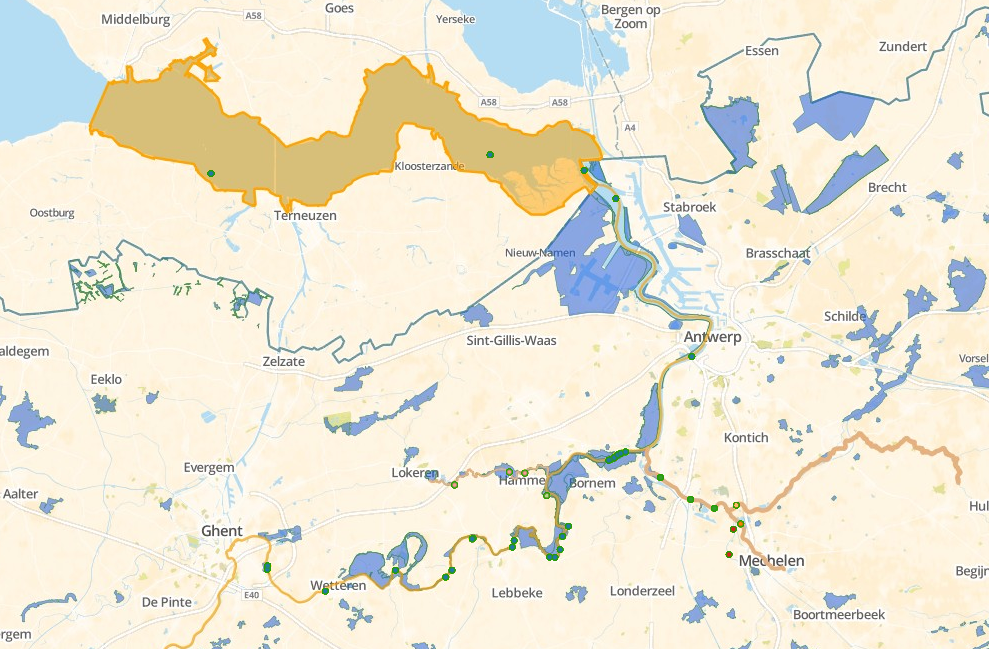 Goes
Middelburg
A58
Yerseke
Bergen op
Zoom
Essen
Zundert
A58
A58
A4
Kloosterzande
Brecht
Oostburg
Terneuzen
Stabroek
Nieuw-Namen
Brasschaat
Schilde
Antwerp
Sint-Gillis-Waas
aldegem
Zelzate
Vorsel
Eeklo
Kontich
Evergem
Lokeren
Hamme
Bornem
Aalter
Hul
Ghent
Mechelen
Wetteren
Begijn
De Pinte
E40
Lebbeke
Londerzeel
Boortmeerbeek
ergem